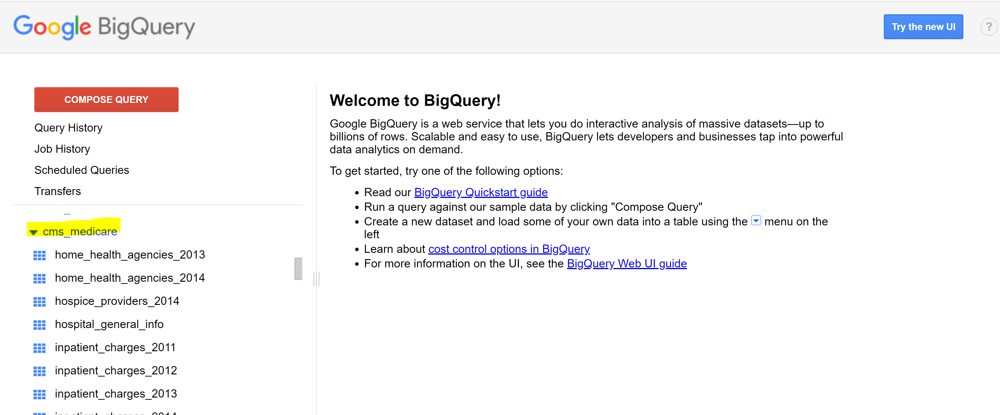 Google BigQuery
Try the new UI
?
COMPOSE QUERY
Query History
Job History
Scheduled Queries
Transfers
cms_medicare
home_health_agencies_2013
home_health_agencies_2014
hospice_providers_2014
hospital_general_info
inpatient_charges_2011
inpatient_charges_2012
inpatient_charges_2013
inpatient_charges_2014
Welcome to BigQuery!
Google BigQuery is a web service that lets you do interactive analysis of massive datasets—up to
billions of rows. Scalable and easy to use, BigQuery lets developers and businesses tap into powerful
data analytics on demand.
To get started, try one of the following options:
• Read our BigQuery Quickstart guide
• Run a query against our sample data by clicking "Compose Query"
• Create a new dataset and load some of your own data into a table using the menu on the
left
• Learn about cost control options in BigQuery
• For more information on the UI, see the BigQuery Web UI guide